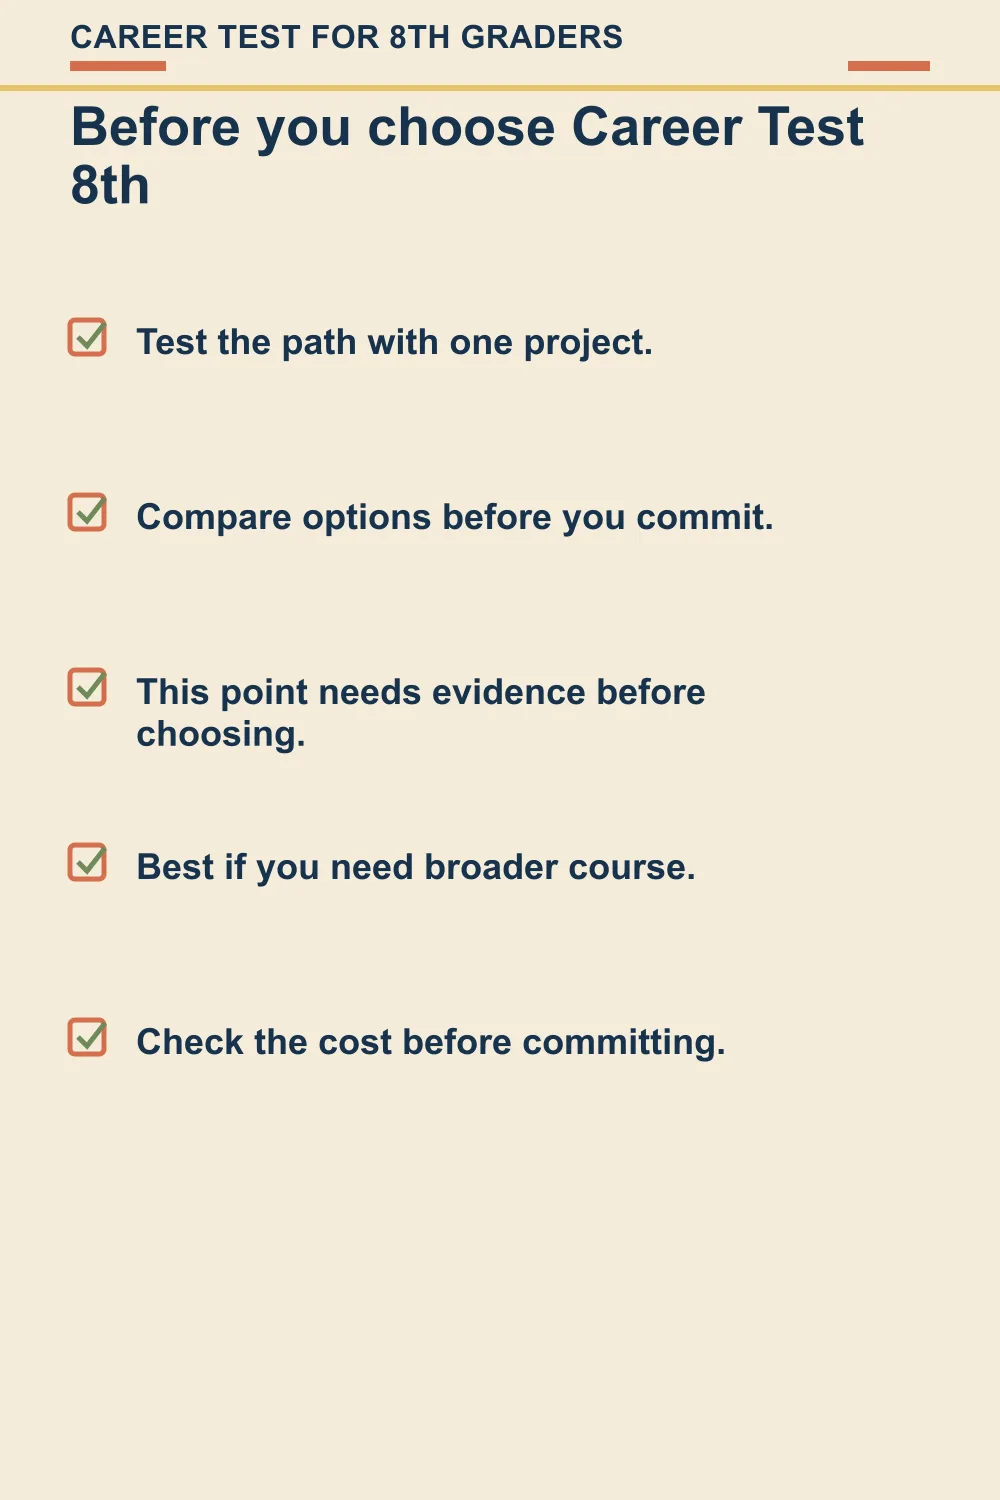 CAREER TEST FOR 8TH GRADERS
Before you choose Career Test
8th
Test the path with one project.
Compare options before you commit.
This point needs evidence before
choosing.
Best if you need broader course.
Check the cost before committing.